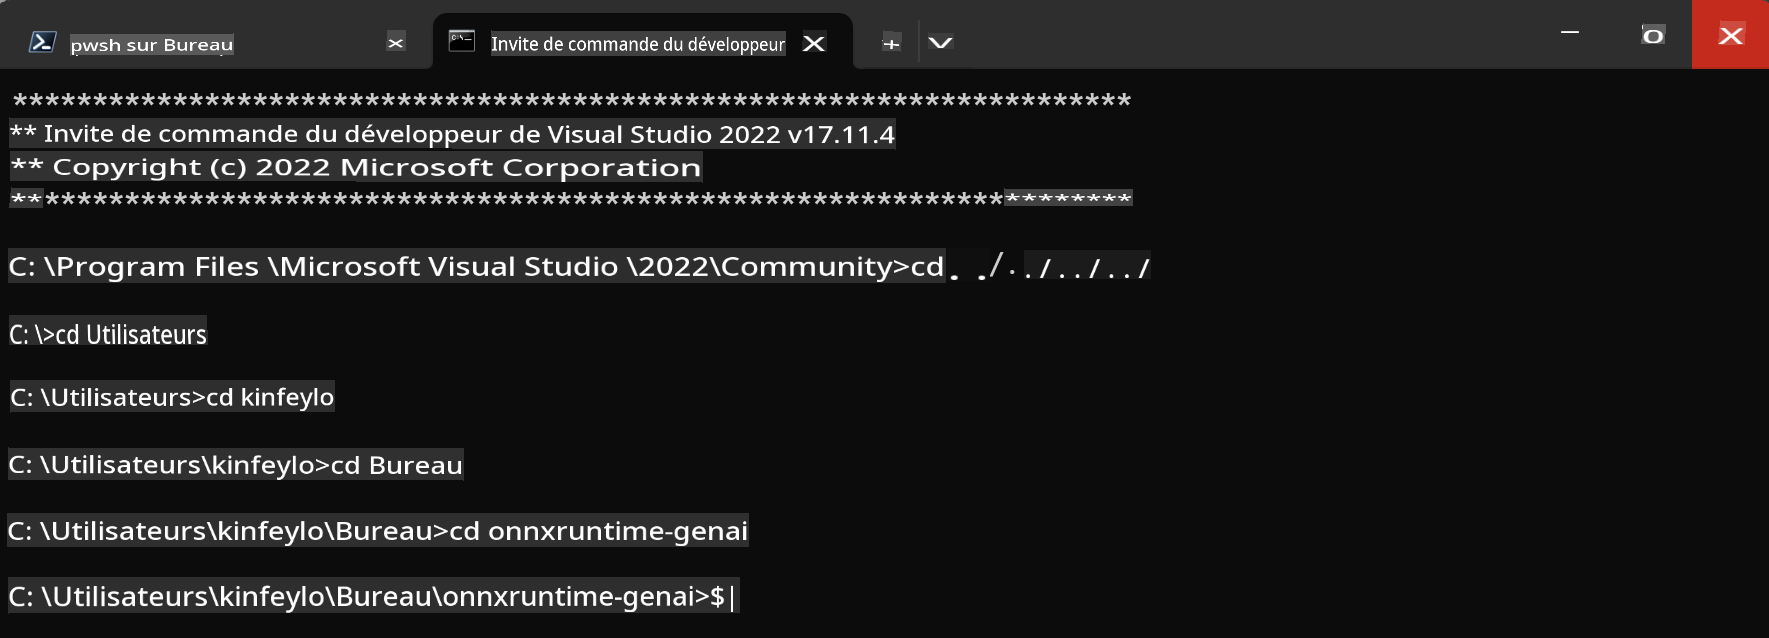 pwsh sur Bureau
Invite de commande du développeur
**********************************************************************
** Invite de commande du développeur de Visual Studio 2022 v17.11.4
** Copyright (c) 2022 Microsoft Corporation
**********************************************************************
C: \Program Files \Microsoft Visual Studio \2022\Community>cd ../../../../
C: \>cd Utilisateurs
C: \Utilisateurs>cd kinfeylo
C: \Utilisateurs\kinfeylo>cd Bureau
C: \Utilisateurs\kinfeylo\Bureau>cd onnxruntime-genai
C: \Utilisateurs\kinfeylo\Bureau\onnxruntime-genai>$|